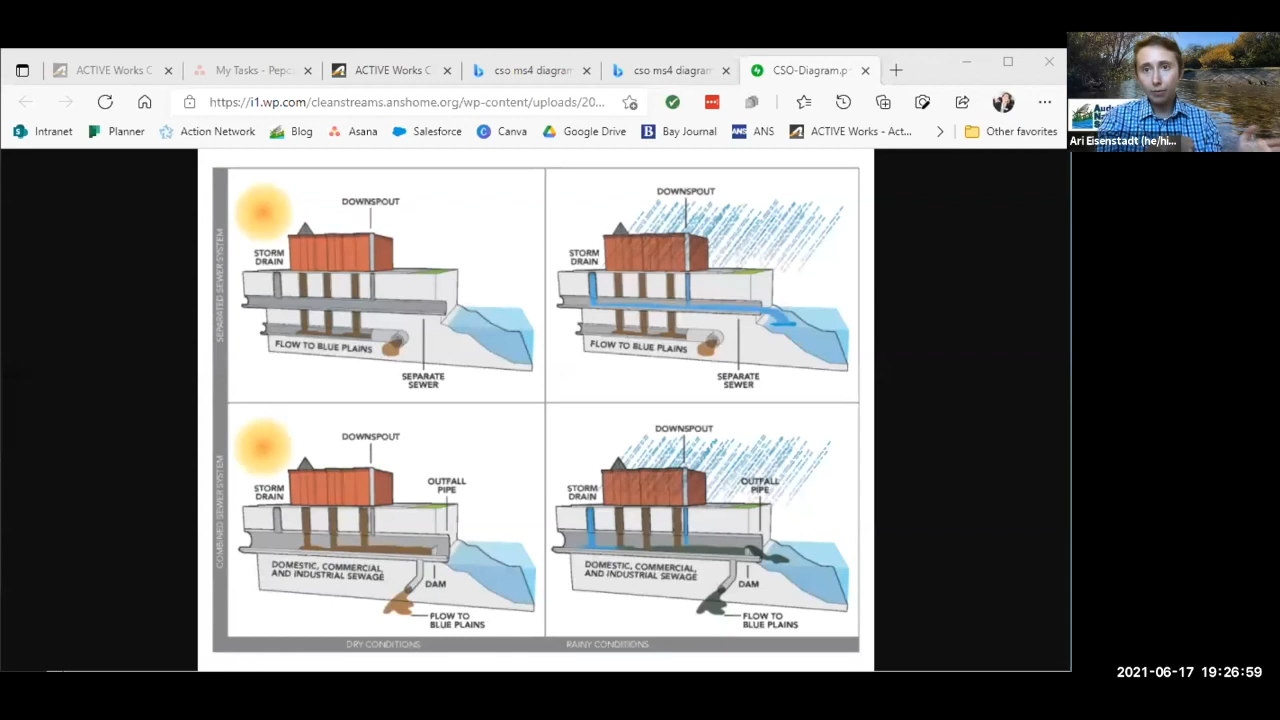 ACTIVE Works C
My Tasks - Pepc
ACTIVE Works C
cso ms4 diagram
cso ms4 diagram
CSO-Diagram.p
https://i1.wp.com/cleanstreams.anshome.org/wp-content/uploads/20...
Intranet
Planner
Action Network
Blog
Asana
Salesforce
Canva
Google Drive
Bay Journal
ANS
ACTIVE Works - Act...
Other favorites
Ari Eisenstadt (he/hi...
SEPARATED SEWER SYSTEM
DOWNSPOUT
STORM
DRAIN
FLOW TO BLUE PLAINS
SEPARATE
SEWER
DOWNSPOUT
STORM
DRAIN
FLOW TO BLUE PLAINS
SEPARATE
SEWER
COMBINED SEWER SYSTEM
DOWNSPOUT
STORM
DRAIN
OUTFALL
PIPE
DOMESTIC, COMMERCIAL,
AND INDUSTRIAL SEWAGE
DAM
FLOW TO
BLUE PLAINS
DOWNSPOUT
STORM
DRAIN
OUTFALL
PIPE
DOMESTIC, COMMERCIAL,
AND INDUSTRIAL SEWAGE
DAM
FLOW TO
BLUE PLAINS
DRY CONDITIONS
RAINY CONDITIONS
2021-06-17 19:26:59